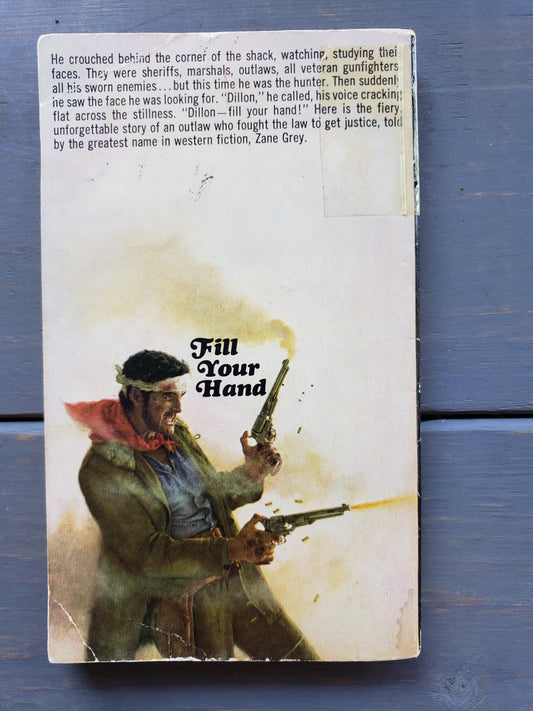 He crouched behind the corner of the shack, watching, studying thei
faces. They were sheriffs, marshals, outlaws, all veteran gunfighters
all his sworn enemies...but this time he was the hunter. Then suddenly
he saw the face he was looking for. "Dillon," he called, his voice cracking
flat across the stillness. "Dillon—fill your hand!" Here is the fiery
unforgettable story of an outlaw who fought the law to get justice, told
by the greatest name in western fiction, Zane Grey.
Fill
Your
Hand